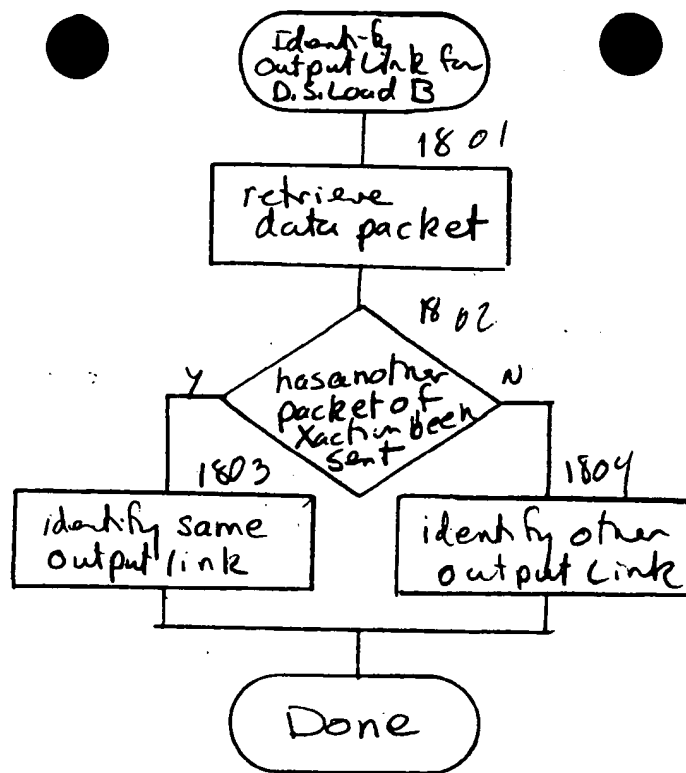 Identify
Output Link for
D.S. Load B
1801
retrieve
data packet
1802
has another
packet of
Xaction been
sent
Y
N
1803
identify same
output link
1804
identify other
output Link
Done